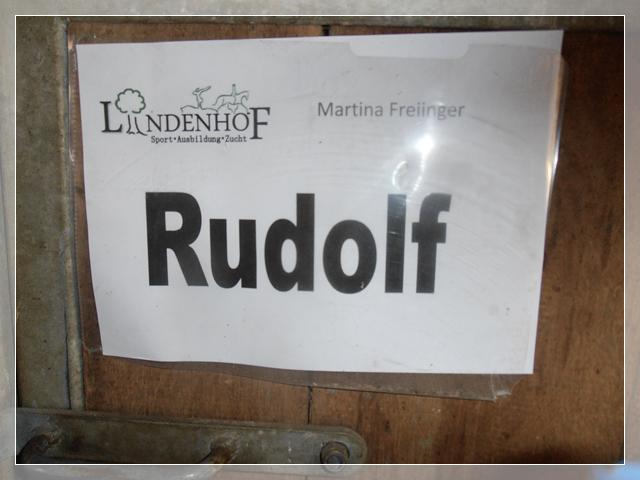 LINDENHOF
Sport•Ausbildung•Zucht
Martina Freiinger
Rudolf